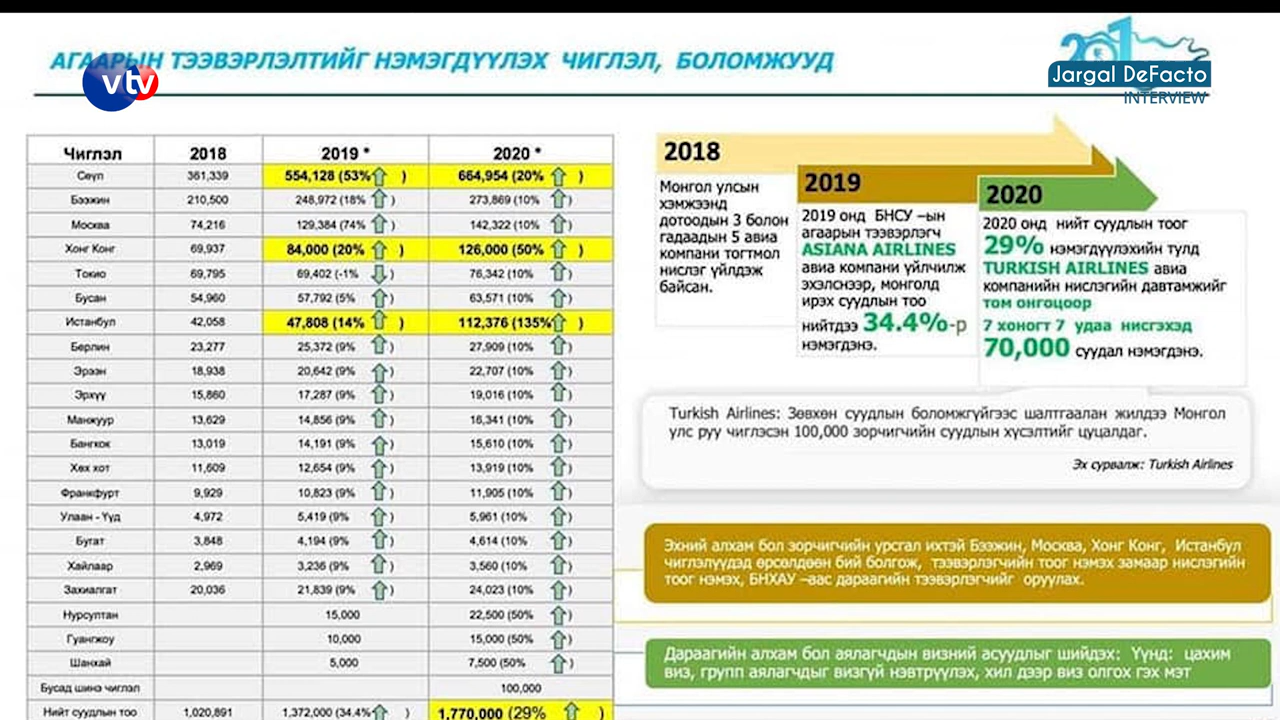 АГААРЫН ТЭЭВЭРЛЭЛТИЙГ НЭМЭГДҮҮЛЭХ ЧИГЛЭЛ, БОЛОМЖУУД
vtv
201
Jargal DeFacto
INTERVIEW
Чиглэл 2018 2019 * 2020 *
Сеүл 361,339 554,128 (53% ) 664,954 (20% )
Бээжин 210,500 248,972 (18% ) 273,869 (10% )
Москва 74,216 129,384 (74% ) 142,322 (10% )
Хонг Конг 69,937 84,000 (20% ) 126,000 (50% )
Токио 69,795 69,402 (-1% ) 76,342 (10% )
Бусан 54,960 57,792 (5% ) 63,571 (10% )
Истанбул 42,058 47,808 (14% ) 112,376 (135% )
Берлин 23,277 25,372 (9% ) 27,909 (10% )
Эрээн 18,938 20,642 (9% ) 22,707 (10% )
Эрхүү 15,860 17,287 (9% ) 19,016 (10% )
Манжуур 13,629 14,856 (9% ) 16,341 (10% )
Бангкок 13,019 14,191 (9% ) 15,610 (10% )
Хөх хот 11,609 12,654 (9% ) 13,919 (10% )
Франкфурт 9,929 10,823 (9% ) 11,905 (10% )
Улаан - Үүд 4,972 5,419 (9% ) 5,961 (10% )
Бугат 3,848 4,194 (9% ) 4,614 (10% )
Хайлаар 2,969 3,236 (9% ) 3,560 (10% )
Захиалгат 20,036 21,839 (9% ) 24,023 (10% )
Нурсултан 15,000 22,500 (50% )
Гуанжоу 10,000 15,000 (50% )
Шанхай 5,000 7,500 (50% )
Бусад шинэ чиглэл 100,000
Нийт суудлын тоо 1,020,891 1,372,000 (34.4% ) 1,770,000 (29% )
2018
Монгол улсын
хэмжээнд
дотоодын 3 болон
гадаадын 5 авиа
компани тогтмол
нислэг үйлдэж
байсан.
2019
2019 онд БНСУ –ын
агаарын тээвэрлэгч
ASIANA AIRLINES
авиа компани үйлчилж
эхэлснээр, монголд
ирэх суудлын тоо
нийтдээ 34.4%-р
нэмэгдэнэ.
2020
2020 онд нийт суудлын тоог
29% нэмэгдүүлэхийн тулд
TURKISH AIRLINES авиа
компанийн нислэгийн давтамжийг
том онгоцоор
7 хоногт 7 удаа нисгэхэд
70,000 суудал нэмэгдэнэ.
Turkish Airlines: Зөвхөн суудлын боломжгүйгээс шалтгаалан жилдээ Монгол
улс руу чиглэсэн 100,000 зорчигчийн суудлын хүсэлтийг цуцалдаг.
Эх сурвалж: Turkish Airlines
Эхний алхам бол зорчигчийн урсгал ихтэй Бээжин, Москва, Хонг Конг, Истанбул
чиглэлүүдэд өрсөлдөөн бий болгож, тээвэрлэгчийн тоог нэмэх замаар нислэгийн
тоог нэмэх, БНХАУ –аас дараагийн тээвэрлэгчийг оруулах.
Дараагийн алхам бол аялагчдын визний асуудлыг шийдэх: Үүнд: цахим
виз, групп аялагчдыг визгүй нэвтрүүлэх, хил дээр виз олгох гэх мэт